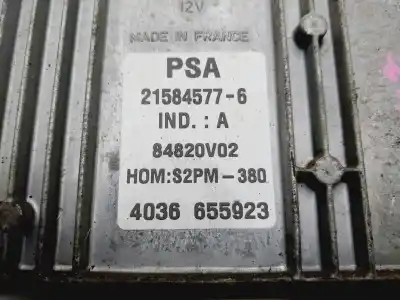 12V
MADE IN FRANCE
PSA
21584577-6
IND. : A
84820V02
HOM:S2PM-380
4036 655923